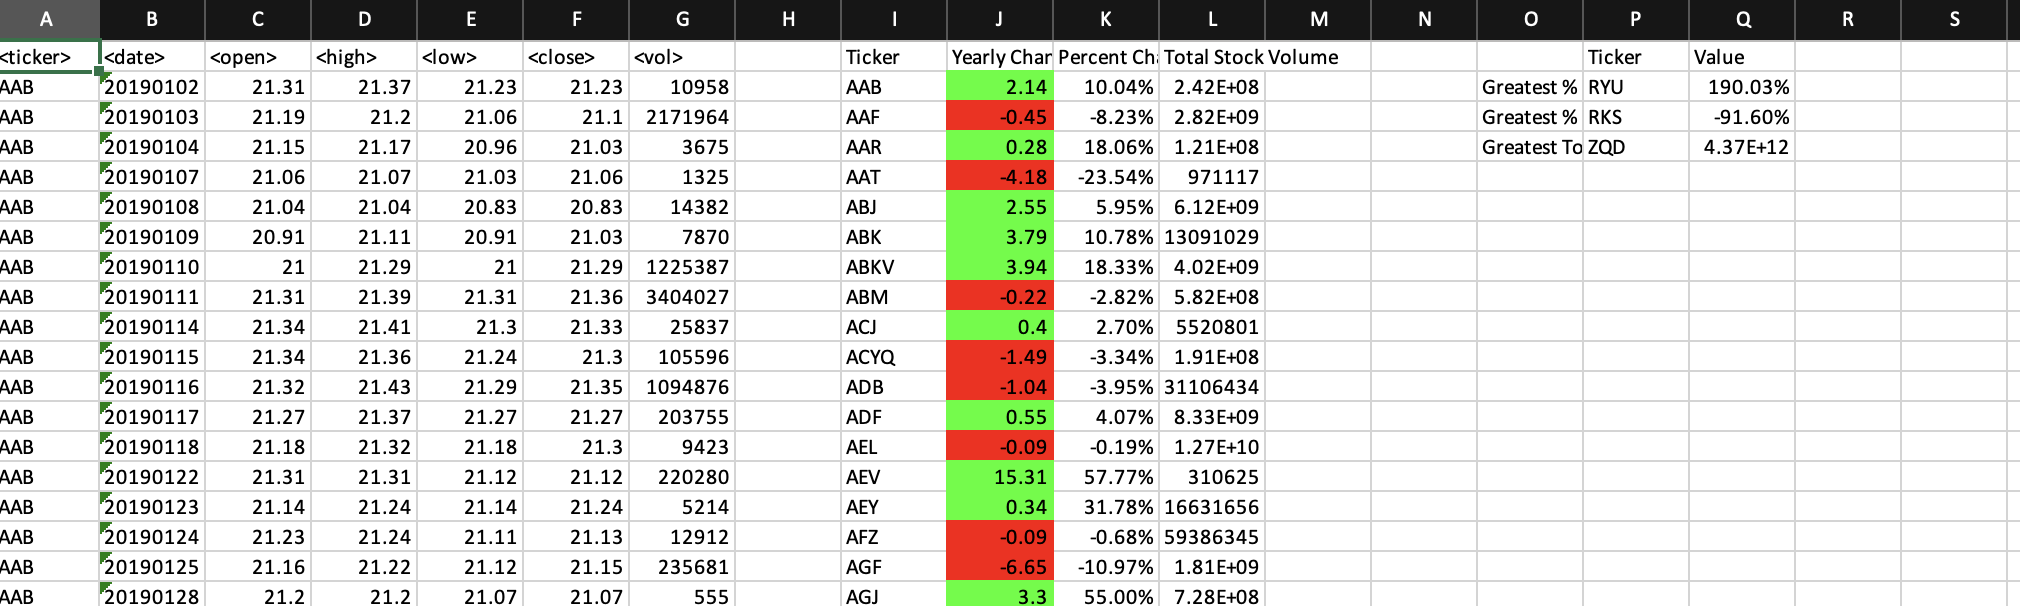 A B C D E F G H I J K L M N O P Q R S
<ticker> <date> <open> <high> <low> <close> <vol> Ticker Yearly Char Percent Ch Total Stock Volume Ticker Value
AAB 20190102 21.31 21.37 21.23 21.23 10958 AAB 2.14 10.04% 2.42E+08 Greatest % RYU 190.03%
AAB 20190103 21.19 21.2 21.06 21.1 2171964 AAF -0.45 -8.23% 2.82E+09 Greatest % RKS -91.60%
AAB 20190104 21.15 21.17 20.96 21.03 3675 AAR 0.28 18.06% 1.21E+08 Greatest To ZQD 4.37E+12
AAB 20190107 21.06 21.07 21.03 21.06 1325 AAT -4.18 -23.54% 971117
AAB 20190108 21.04 21.04 20.83 20.83 14382 ABJ 2.55 5.95% 6.12E+09
AAB 20190109 20.91 21.11 20.91 21.03 7870 ABK 3.79 10.78% 13091029
AAB 20190110 21 21.29 21 21.29 1225387 ABKV 3.94 18.33% 4.02E+09
AAB 20190111 21.31 21.39 21.31 21.36 3404027 ABM -0.22 -2.82% 5.82E+08
AAB 20190114 21.34 21.41 21.3 21.33 25837 ACJ 0.4 2.70% 5520801
AAB 20190115 21.34 21.36 21.24 21.3 105596 ACYQ -1.49 -3.34% 1.91E+08
AAB 20190116 21.32 21.43 21.29 21.35 1094876 ADB -1.04 -3.95% 31106434
AAB 20190117 21.27 21.37 21.27 21.27 203755 ADF 0.55 4.07% 8.33E+09
AAB 20190118 21.18 21.32 21.18 21.3 9423 AEL -0.09 -0.19% 1.27E+10
AAB 20190122 21.31 21.31 21.12 21.12 220280 AEV 15.31 57.77% 310625
AAB 20190123 21.14 21.24 21.14 21.24 5214 AEY 0.34 31.78% 16631656
AAB 20190124 21.23 21.24 21.11 21.13 12912 AFZ -0.09 -0.68% 59386345
AAB 20190125 21.16 21.22 21.12 21.15 235681 AGF -6.65 -10.97% 1.81E+09
AAB 20190128 21.2 21.2 21.07 21.07 555 AGJ 3.3 55.00% 7.28E+08